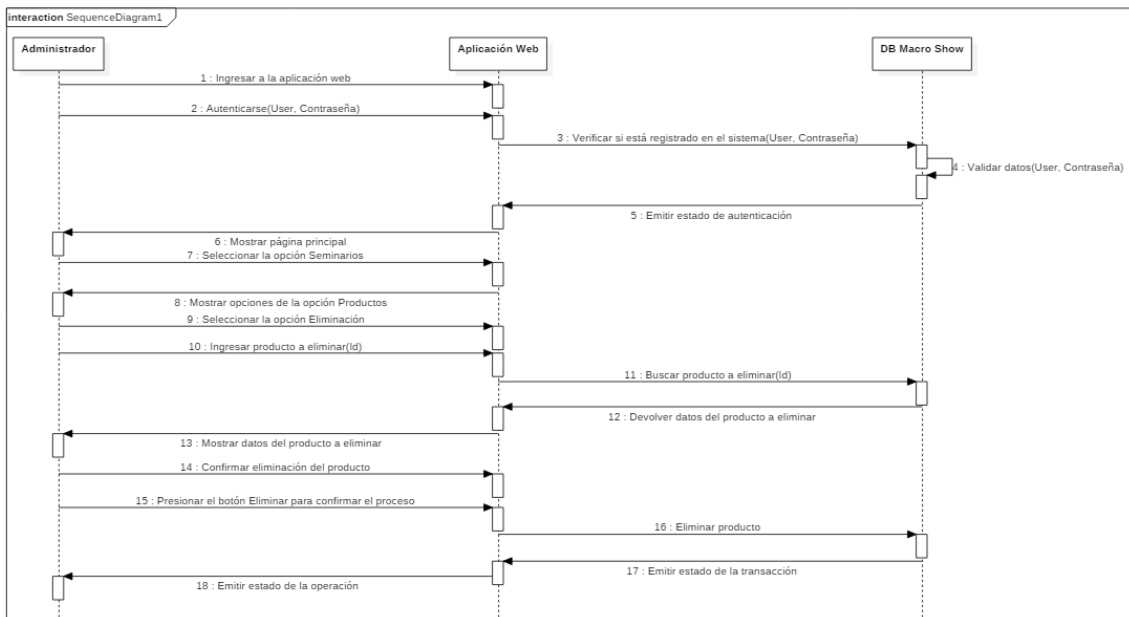 interaction SequenceDiagram1
Administrador
Aplicación Web
DB Macro Show
1 : Ingresar a la aplicación web
2 : Autenticarse(User, Contraseña)
3 : Verificar si está registrado en el sistema(User, Contraseña)
4 : Validar datos(User, Contraseña)
5 : Emitir estado de autenticación
6 : Mostrar página principal
7 : Seleccionar la opción Seminarios
8 : Mostrar opciones de la opción Productos
9 : Seleccionar la opción Eliminación
10 : Ingresar producto a eliminar(Id)
11 : Buscar producto a eliminar(Id)
12 : Devolver datos del producto a eliminar
13 : Mostrar datos del producto a eliminar
14 : Confirmar eliminación del producto
15 : Presionar el botón Eliminar para confirmar el proceso
16 : Eliminar producto
17 : Emitir estado de la transacción
18 : Emitir estado de la operación